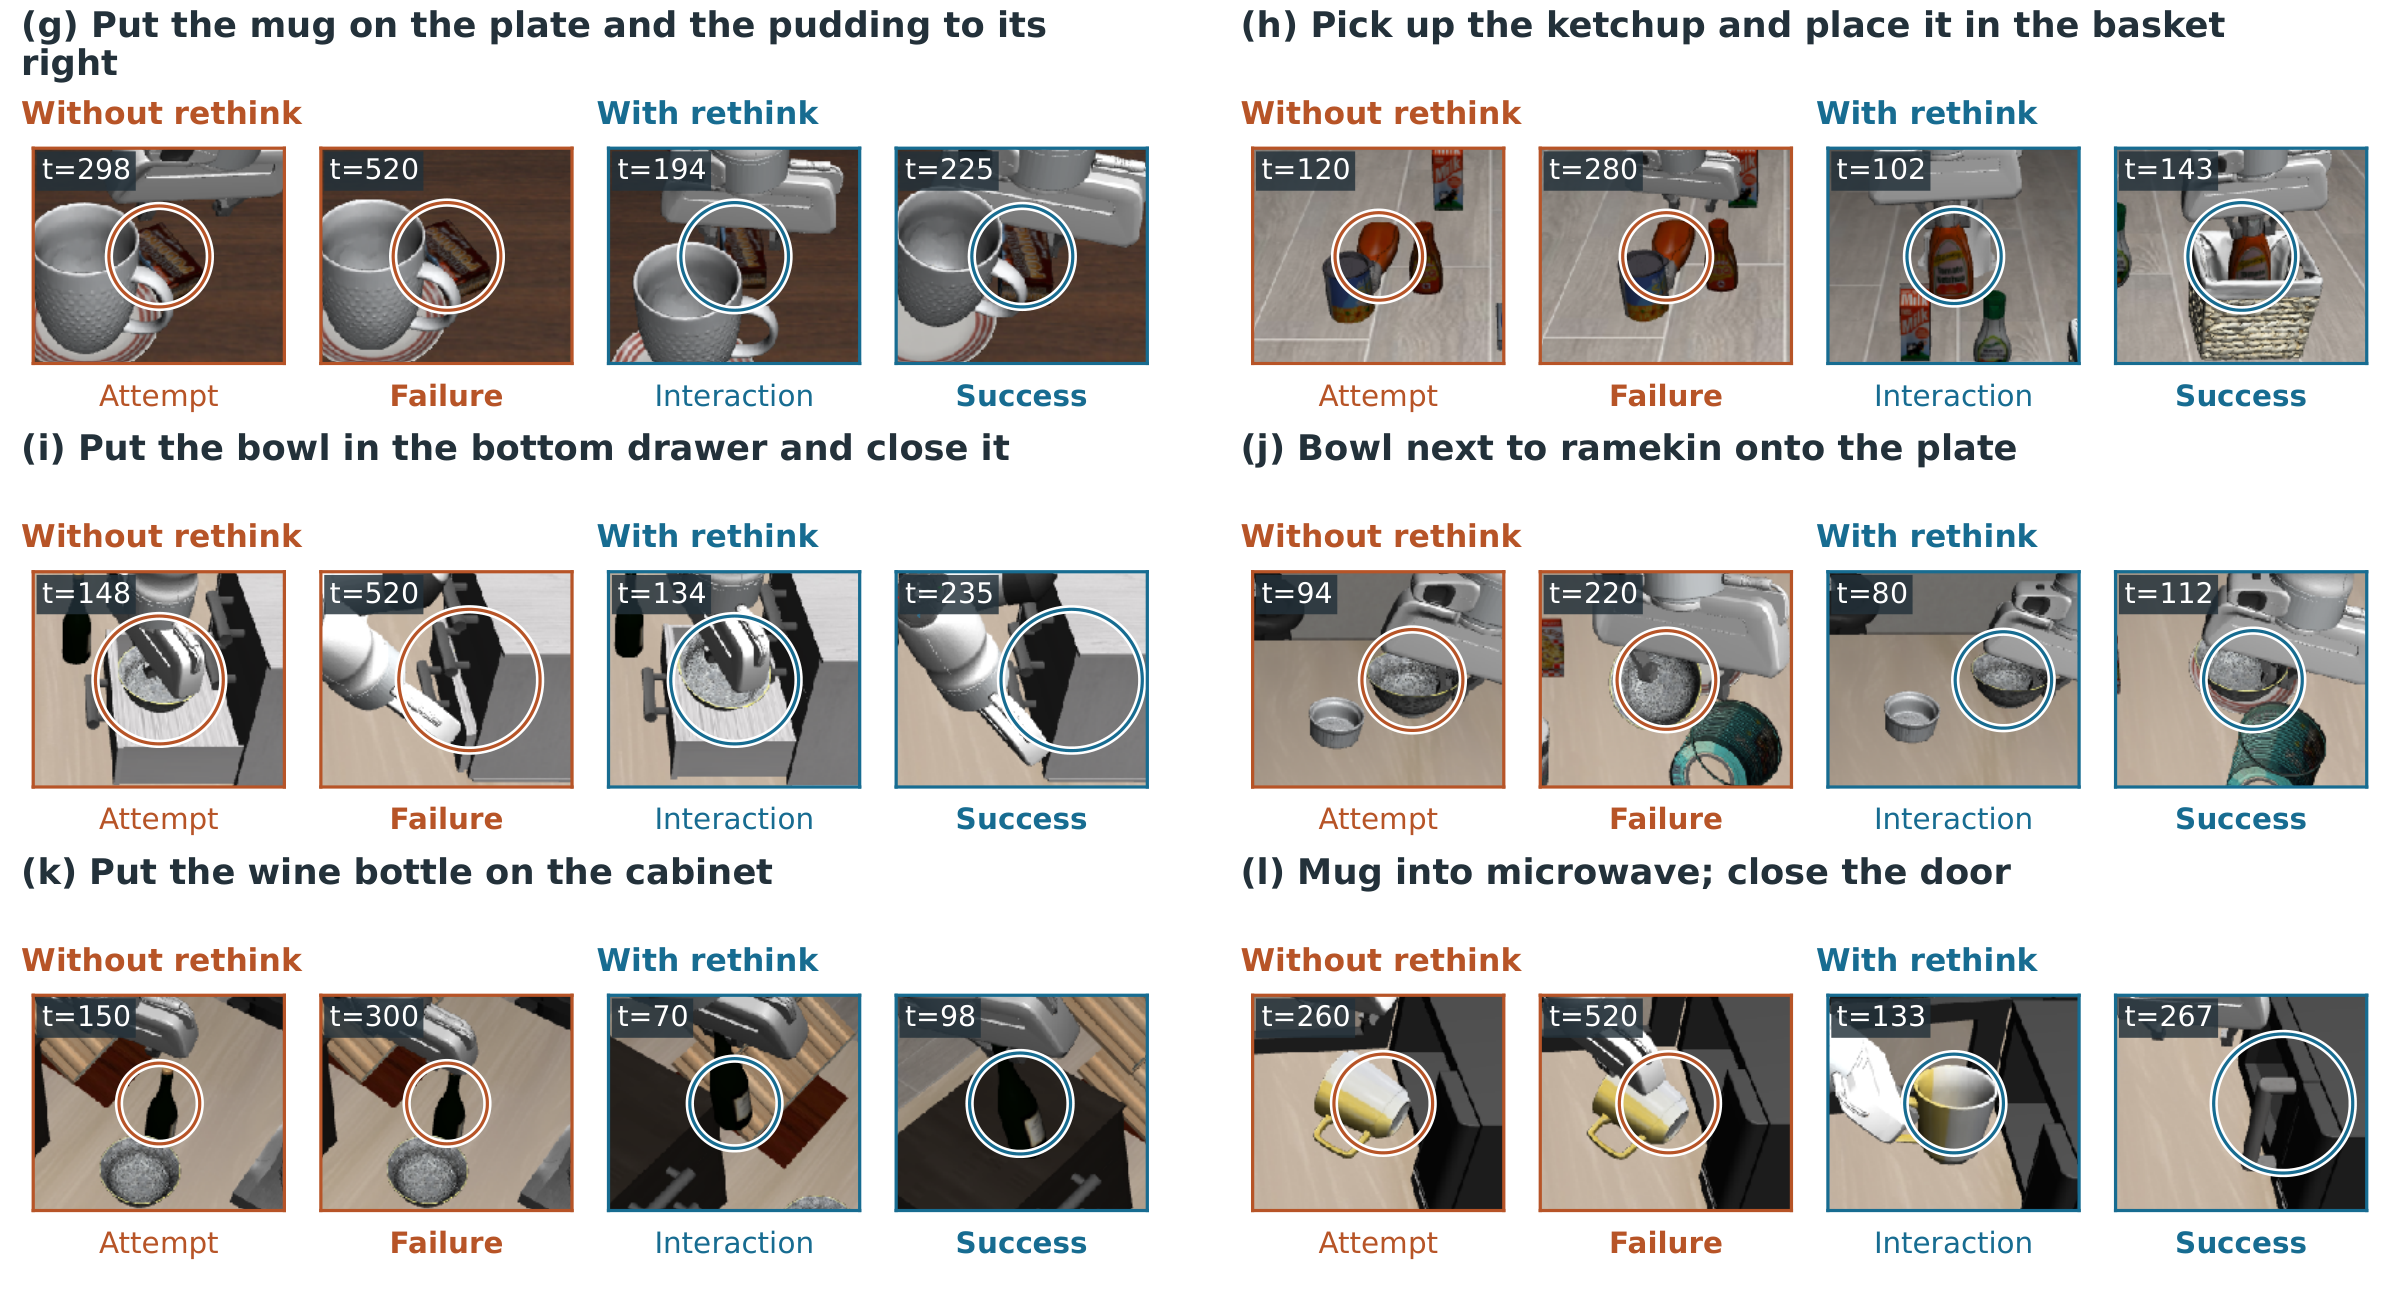 (g) Put the mug on the plate and the pudding to its
right
Without rethink
With rethink
t=298
t=520
t=194
t=225
Attempt
Failure
Interaction
Success
(h) Pick up the ketchup and place it in the basket
Without rethink
With rethink
t=120
t=280
t=102
t=143
Milk
Attempt
Failure
Interaction
Success
(i) Put the bowl in the bottom drawer and close it
Without rethink
With rethink
t=148
t=520
t=134
t=235
Attempt
Failure
Interaction
Success
(j) Bowl next to ramekin onto the plate
Without rethink
With rethink
t=94
t=220
t=80
t=112
Attempt
Failure
Interaction
Success
(k) Put the wine bottle on the cabinet
Without rethink
With rethink
t=150
t=300
t=70
t=98
Attempt
Failure
Interaction
Success
(l) Mug into microwave; close the door
Without rethink
With rethink
t=260
t=520
t=133
t=267
Attempt
Failure
Interaction
Success